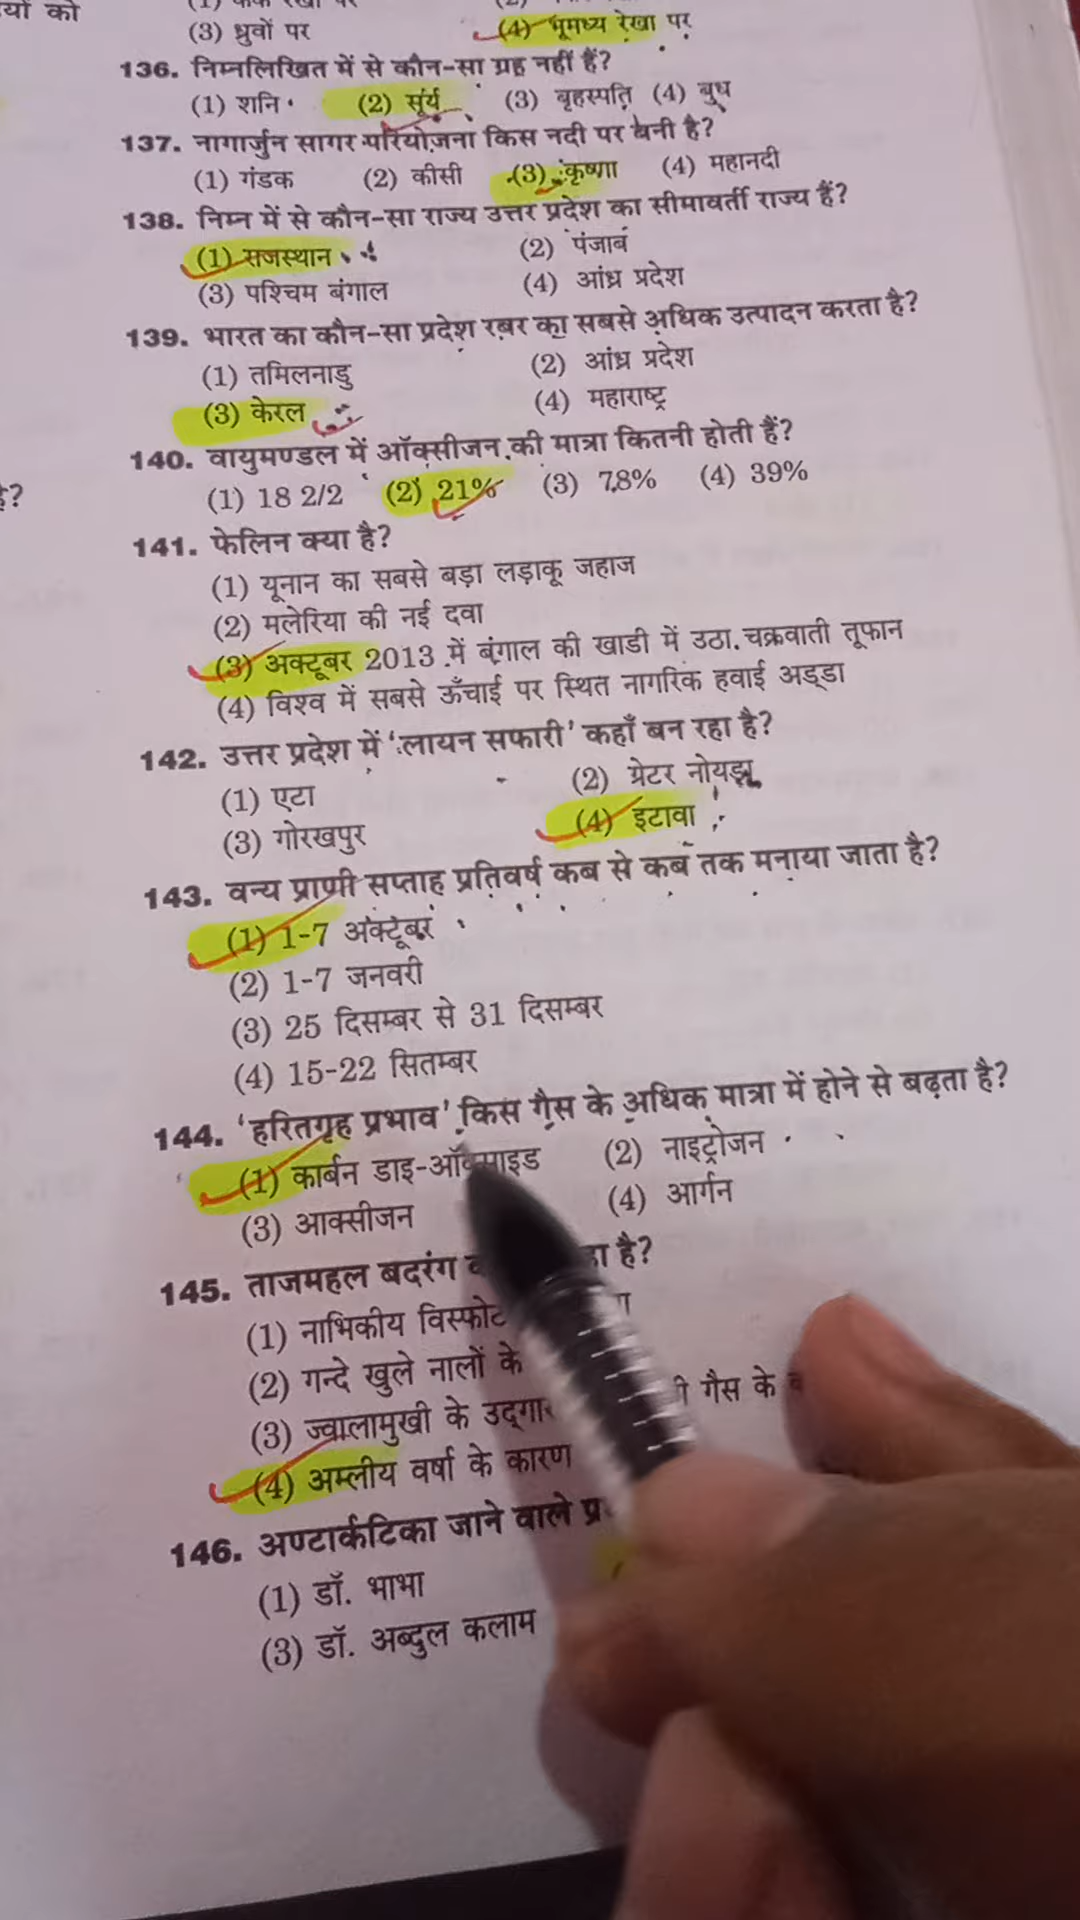 यों को
(3) ध्रुवों पर (4) भूमध्य रेखा पर
136. निम्नलिखित में से कौन-सा ग्रह नहीं हैं?
(1) शनि (2) सूर्य (3) बृहस्पति (4) बुध
137. नागार्जुन सागर परियोजना किस नदी पर बनी है?
(1) गंडक (2) कीसी (3) कृष्णा (4) महानदी
138. निम्न में से कौन-सा राज्य उत्तर प्रदेश का सीमावर्ती राज्य हैं?
(1) राजस्थान (2) पंजाब
(3) पश्चिम बंगाल (4) आंध्र प्रदेश
139. भारत का कौन-सा प्रदेश रबर का सबसे अधिक उत्पादन करता है?
(1) तमिलनाडु (2) आंध्र प्रदेश
(3) केरल (4) महाराष्ट्र
140. वायुमण्डल में ऑक्सीजन की मात्रा कितनी होती हैं?
है?
(1) 18 2/2 (2) 21% (3) 78% (4) 39%
141. फेलिन क्या है?
(1) यूनान का सबसे बड़ा लड़ाकू जहाज
(2) मलेरिया की नई दवा
(3) अक्टूबर 2013 में बंगाल की खाडी में उठा चक्रवाती तूफान
(4) विश्व में सबसे ऊँचाई पर स्थित नागरिक हवाई अड्डा
142. उत्तर प्रदेश में 'लायन सफारी' कहाँ बन रहा है?
(1) एटा (2) ग्रेटर नोयडा
(3) गोरखपुर (4) इटावा
143. वन्य प्राणी सप्ताह प्रतिवर्ष कब से कब तक मनाया जाता है?
(1) 1-7 अक्टूबर
(2) 1-7 जनवरी
(3) 25 दिसम्बर से 31 दिसम्बर
(4) 15-22 सितम्बर
144. 'हरितगृह प्रभाव' किस गैस के अधिक मात्रा में होने से बढ़ता है?
(1) कार्बन डाइ-ऑक्साइड (2) नाइट्रोजन
(3) आक्सीजन (4) आर्गन
145. ताजमहल बदरंग है?
(1) नाभिकीय
(2) गन्दे खुले नालों के
(3) ज्वालामुखी के गैस के
(4) अम्लीय वर्षा के कारण
146. अण्टार्कटिका जाने वाले
(1) डॉ. भाभा
(3) डॉ. अब्दुल कलाम